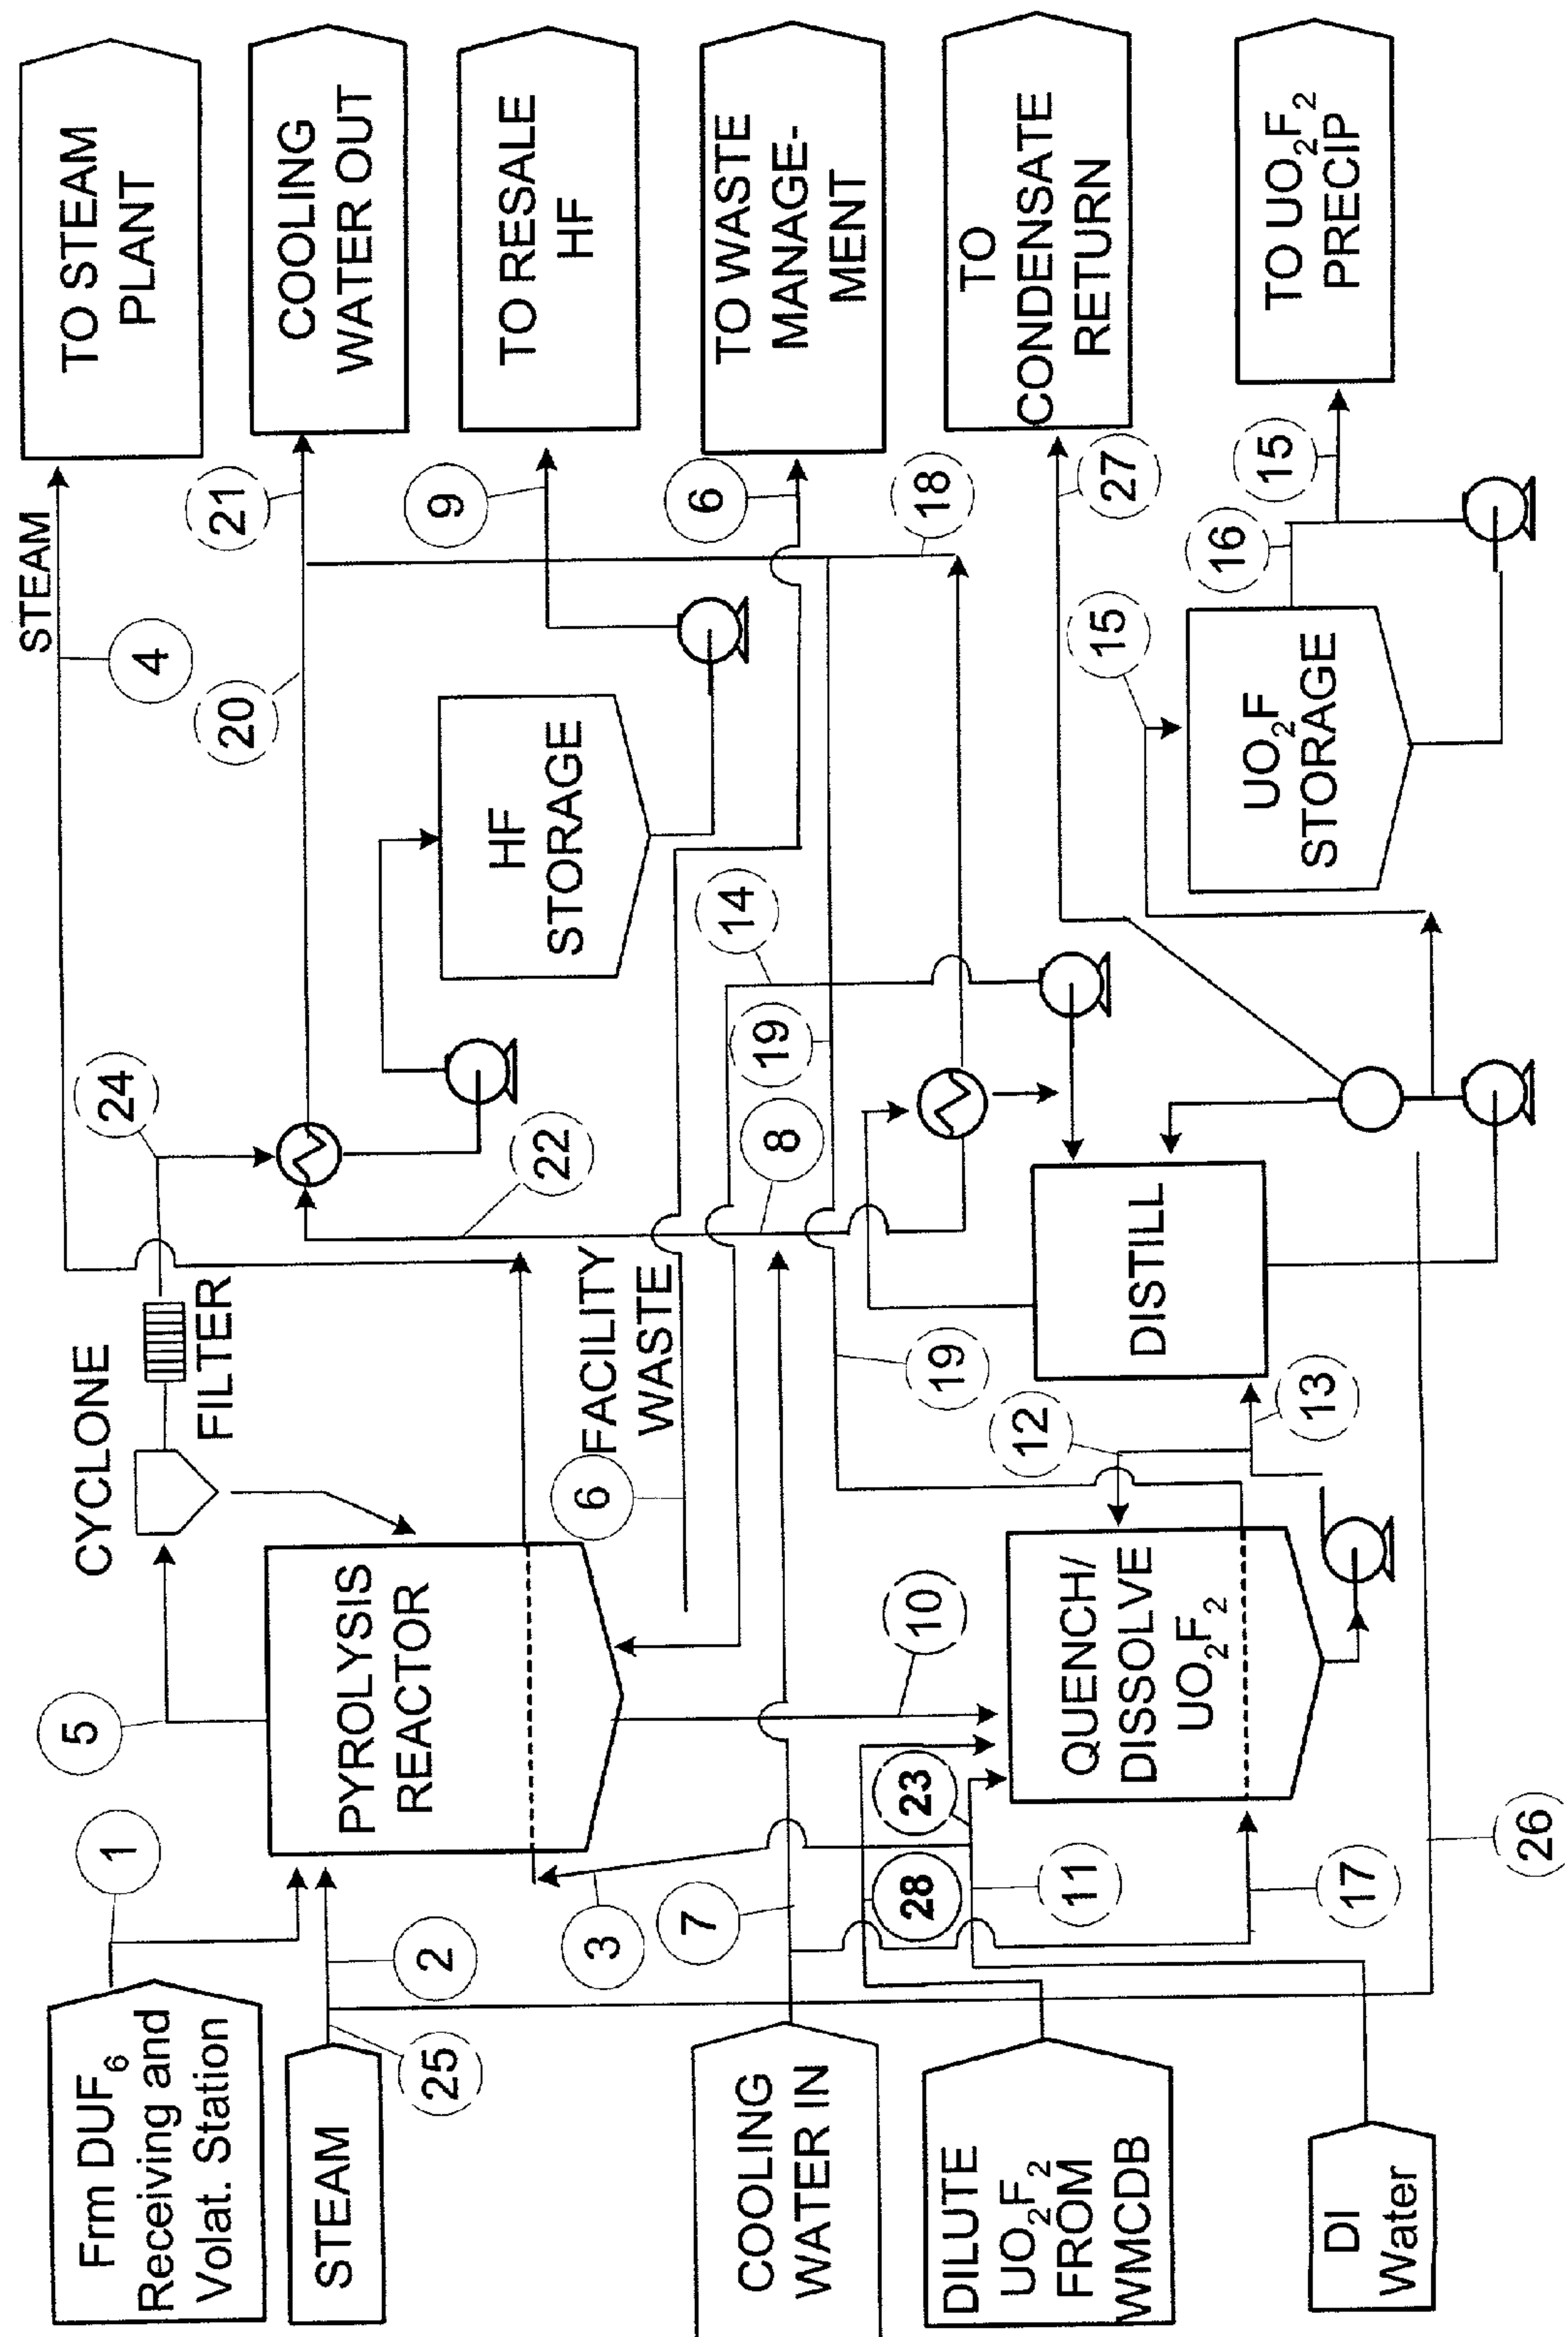 Frm DUF6
Receiving and
Volat. Station
STEAM
COOLING
WATER IN
DILUTE
UO2F2
FROM
WMCDB
DI
Water
1
2
25
5
3
7
28
23
11
17
26
10
PYROLYSIS
REACTOR
QUENCH/
DISSOLVE
UO2F2
CYCLONE
FILTER
6
FACILITY
WASTE
12
13
19
DISTILL
24
22
8
19
14
HF
STORAGE
UO2F
STORAGE
20
4
STEAM
15
16
21
9
6
18
27
15
TO STEAM
PLANT
COOLING
WATER OUT
TO RESALE
HF
TO WASTE
MANAGE-
MENT
TO
CONDENSATE
RETURN
TO UO2F2
PRECIP